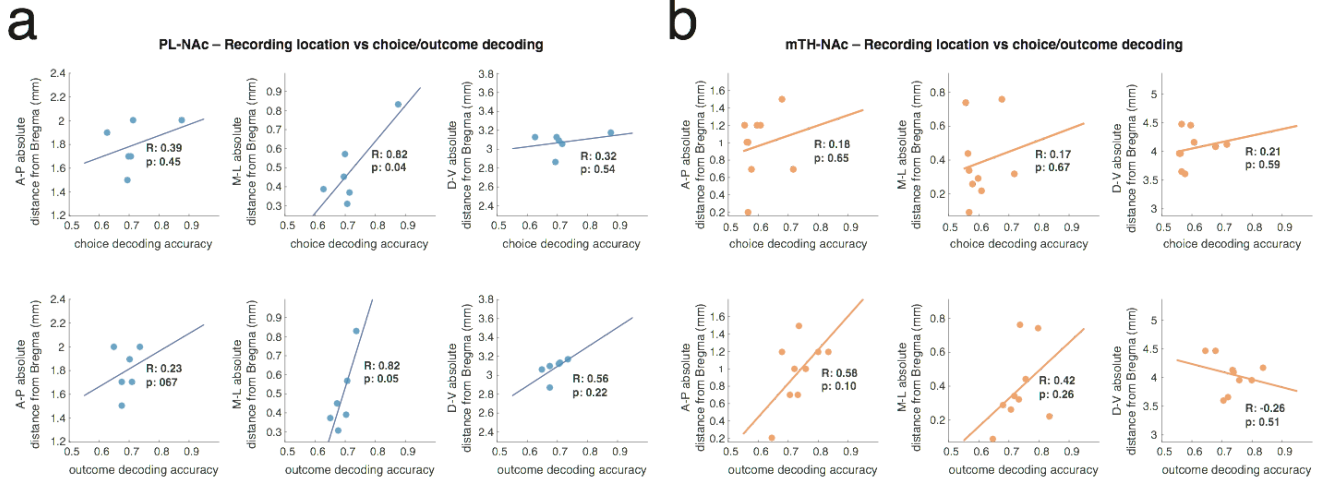 a
PL-NAc – Recording location vs choice/outcome decoding
A-P absolute
distance from Bregma (mm)
2.4
2.2
2
1.8
1.6
1.4
1.2
0.5 0.6 0.7 0.8 0.9
choice decoding accuracy
R: 0.39
p: 0.45
M-L absolute
distance from Bregma (mm)
0.9
0.8
0.7
0.6
0.5
0.4
0.3
0.5 0.6 0.7 0.8 0.9
choice decoding accuracy
R: 0.82
p: 0.04
D-V absolute
distance from Bregma (mm)
3.8
3.6
3.4
3.2
3.0
2.8
2.6
2.4
0.5 0.6 0.7 0.8 0.9
choice decoding accuracy
R: 0.32
p: 0.54
A-P absolute
distance from Bregma (mm)
2.4
2.2
2
1.8
1.6
1.4
1.2
0.5 0.6 0.7 0.8 0.9
outcome decoding accuracy
R: 0.23
p: 067
M-L absolute
distance from Bregma (mm)
0.9
0.8
0.7
0.6
0.5
0.4
0.3
0.5 0.6 0.7 0.8 0.9
outcome decoding accuracy
R: 0.82
p: 0.05
D-V absolute
distance from Bregma (mm)
3.8
3.6
3.4
3.2
3.0
2.8
2.6
2.4
0.5 0.6 0.7 0.8 0.9
outcome decoding accuracy
R: 0.56
p: 0.22
b
mTH-NAc – Recording location vs choice/outcome decoding
A-P absolute
distance from Bregma (mm)
1.6
1.4
1.2
1
0.8
0.6
0.4
0.2
0.5 0.6 0.7 0.8 0.9
choice decoding accuracy
R: 0.18
p: 0.65
M-L absolute
distance from Bregma (mm)
0.8
0.6
0.4
0.2
0.5 0.6 0.7 0.8 0.9
choice decoding accuracy
R: 0.17
p: 0.67
D-V absolute
distance from Bregma (mm)
5
4.5
4
3.5
3
0.5 0.6 0.7 0.8 0.9
choice decoding accuracy
R: 0.21
p: 0.59
A-P absolute
distance from Bregma (mm)
1.6
1.4
1.2
1
0.8
0.6
0.4
0.2
0.5 0.6 0.7 0.8 0.9
outcome decoding accuracy
R: 0.58
p: 0.10
M-L absolute
distance from Bregma (mm)
0.8
0.6
0.4
0.2
0.5 0.6 0.7 0.8 0.9
outcome decoding accuracy
R: 0.42
p: 0.26
D-V absolute
distance from Bregma (mm)
5
4.5
4
3.5
3
0.5 0.6 0.7 0.8 0.9
outcome decoding accuracy
R: -0.26
p: 0.51